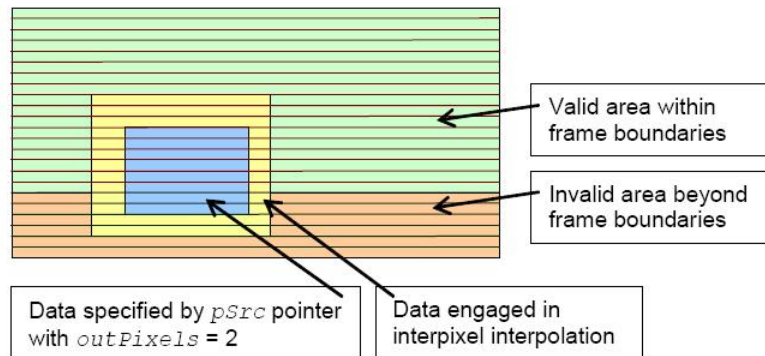 Valid area within
frame boundaries
Invalid area beyond
frame boundaries
Data specified by pSrc pointer
with outPixels = 2
Data engaged in
interpixel interpolation